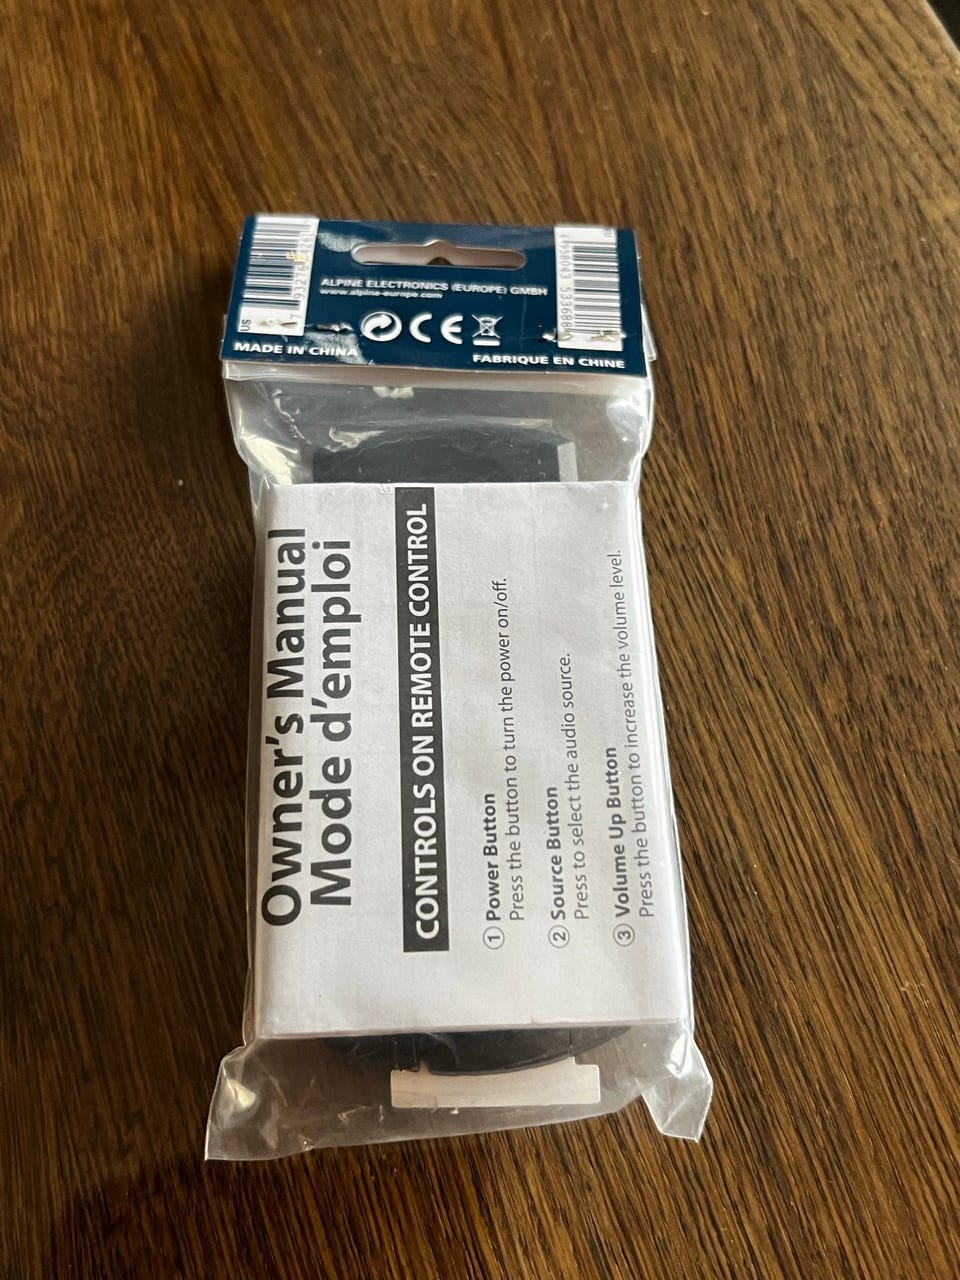 ALPINE ELECTRONICS (EUROPE) GMBH
www.alpine-europe.com
US
CE
MADE IN CHINA
FABRIQUE EN CHINE
Owner's Manual
Mode d'emploi
CONTROLS ON REMOTE CONTROL
① Power Button
Press the button to turn the power on/off.
② Source Button
Press to select the audio source.
③ Volume Up Button
Press the button to increase the volume level.